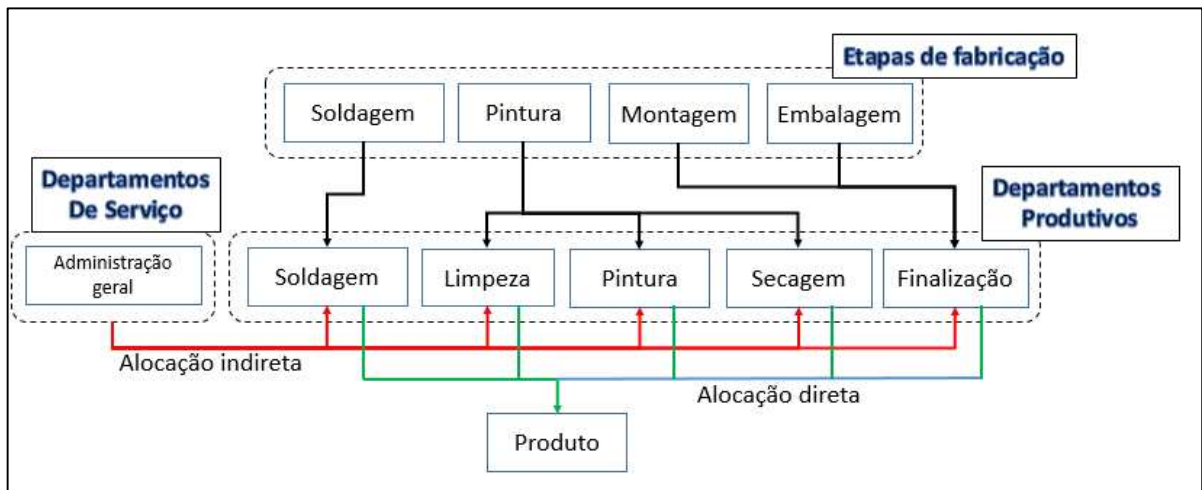 Etapas de fabricação
Soldagem
Pintura
Montagem
Embalagem
Departamentos
De Serviço
Departamentos
Produtivos
Administração
geral
Soldagem
Limpeza
Pintura
Secagem
Finalização
Alocação indireta
Alocação direta
Produto